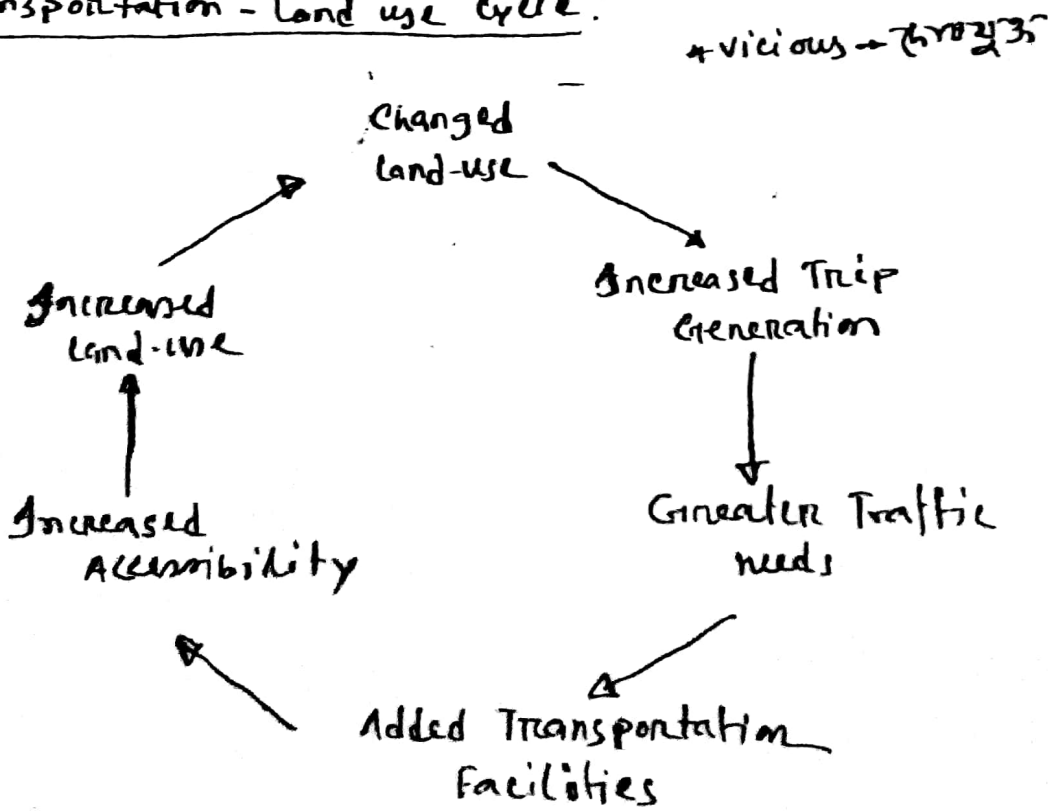 nsportation - Land use Cycle.
* vicious →
Changed
Land-use
Increased Trip
Generation
Greater Traffic
needs
Added Transportation
Facilities
Increased
Accessibility
Increased
Land-use